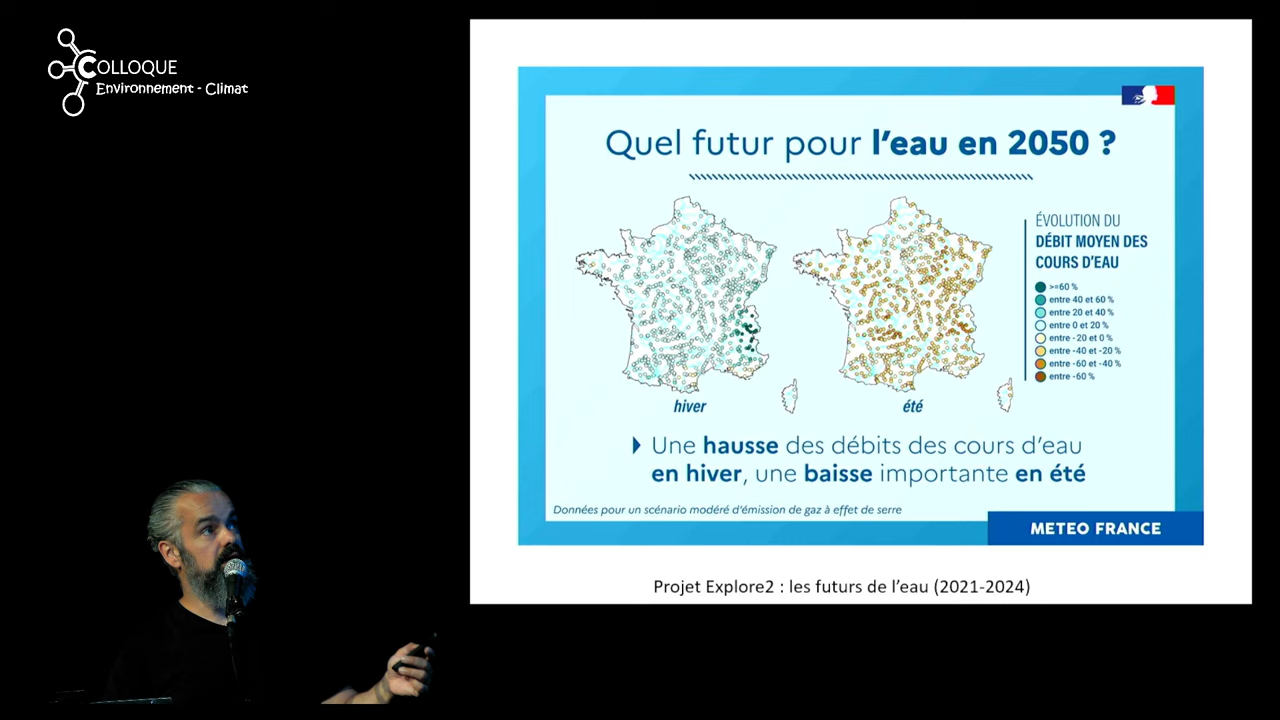 COLLOQUE
Environnement - Climat
Quel futur pour l'eau en 2050 ?
ÉVOLUTION DU
DÉBIT MOYEN DES
COURS D'EAU
>=60 %
entre 40 et 60 %
entre 20 et 40 %
entre 0 et 20 %
entre -20 et 0 %
entre -40 et -20 %
entre -60 et -40 %
entre -60 %
hiver
été
Une hausse des débits des cours d'eau
en hiver, une baisse importante en été
Données pour un scénario modéré d'émission de gaz à effet de serre
METEO FRANCE
Projet Explore2 : les futurs de l'eau (2021-2024)